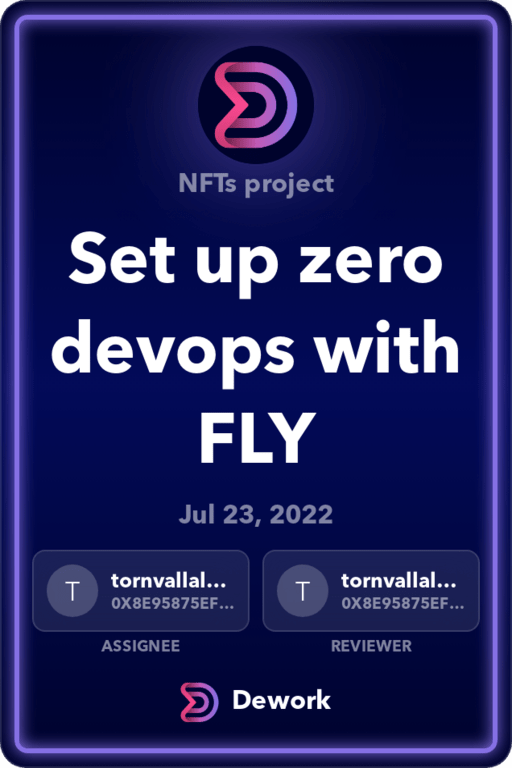 NFTs project
Set up zero
devops with
FLY
Jul 23, 2022
T tornvallal...
0X8E95875EF...
ASSIGNEE
T tornvallal...
0X8E95875EF...
REVIEWER
Dework